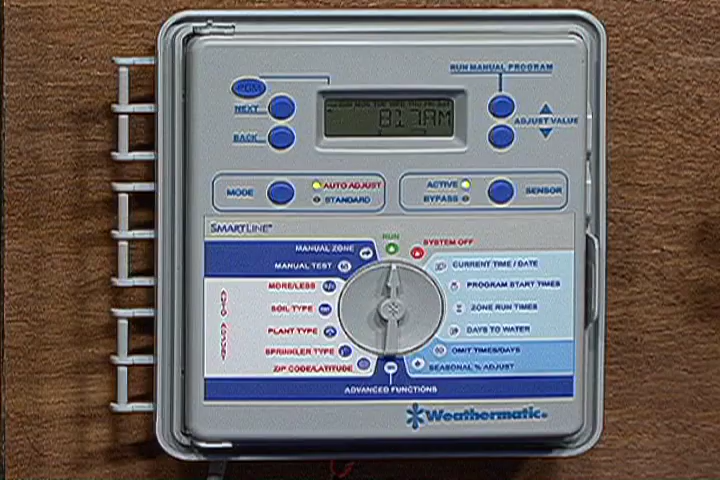 RUN MANUAL PROGRAM
PGM
NEXT
BACK
8:17AM
ADJUST VALUE
MODE
AUTO ADJUST
STANDARD
ACTIVE
BYPASS
SENSOR
SMARTLINE™
RUN
SYSTEM OFF
MANUAL ZONE
MANUAL TEST
MORE/LESS
SOIL TYPE
PLANT TYPE
SPRINKLER TYPE
ZIP CODE/LATITUDE
CURRENT TIME / DATE
PROGRAM START TIMES
ZONE RUN TIMES
DAYS TO WATER
OMIT TIMES/DAYS
SEASONAL % ADJUST
ADVANCED FUNCTIONS
Weathermatic